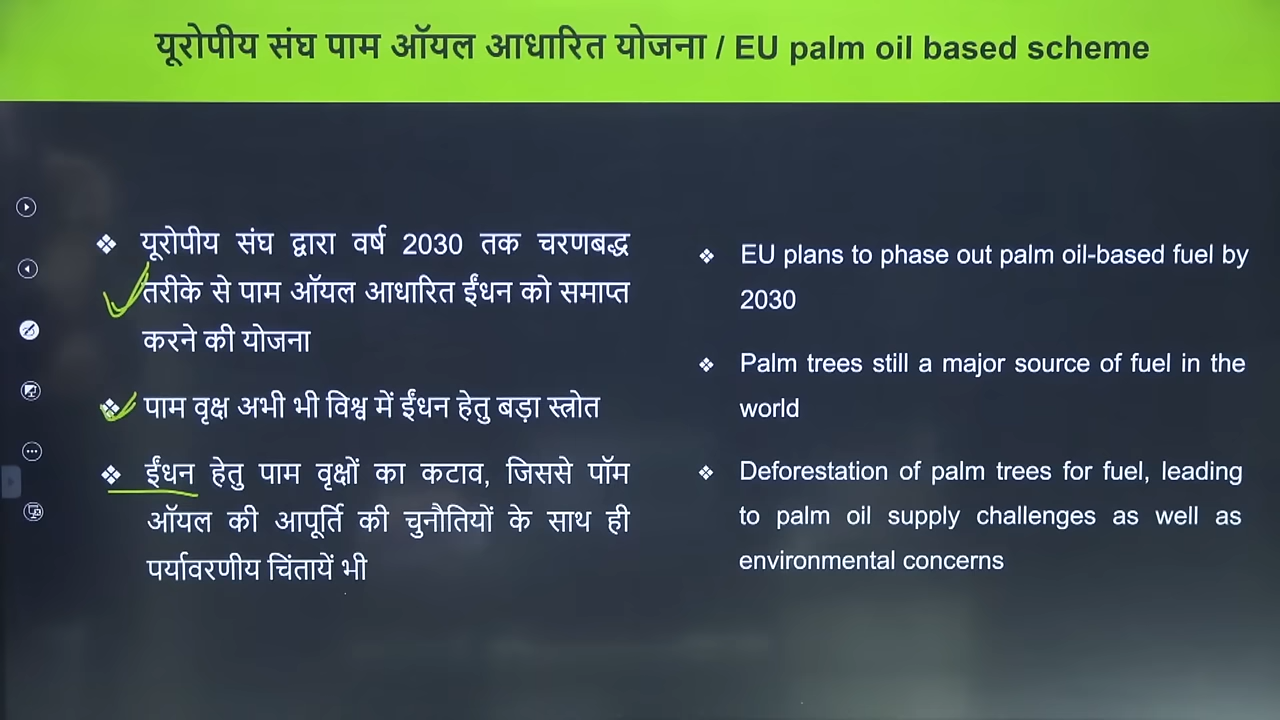 यूरोपीय संघ पाम ऑयल आधारित योजना / EU palm oil based scheme
❖ यूरोपीय संघ द्वारा वर्ष 2030 तक चरणबद्ध
तरीके से पाम ऑयल आधारित ईंधन को समाप्त
करने की योजना
❖ पाम वृक्ष अभी भी विश्व में ईंधन हेतु बड़ा स्त्रोत
❖ ईंधन हेतु पाम वृक्षों का कटाव, जिससे पॉम
ऑयल की आपूर्ति की चुनौतियों के साथ ही
पर्यावरणीय चिंतायें भी
❖ EU plans to phase out palm oil-based fuel by
2030
❖ Palm trees still a major source of fuel in the
world
❖ Deforestation of palm trees for fuel, leading
to palm oil supply challenges as well as
environmental concerns